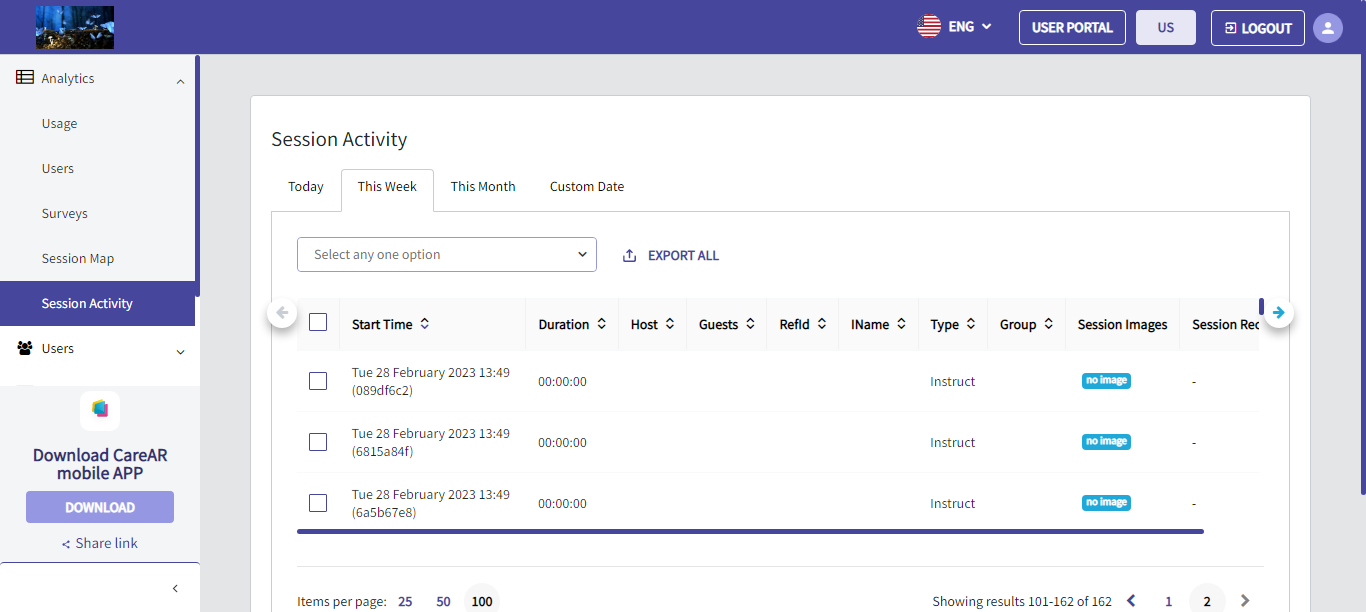 ENG
USER PORTAL
US
LOGOUT
Analytics
Usage
Users
Surveys
Session Map
Session Activity
Users
Download CareAR
mobile APP
DOWNLOAD
Share link
Session Activity
Today This Week This Month Custom Date
Select any one option
EXPORT ALL
Start Time Duration Host Guests RefId IName Type Group Session Images Session Rec
Tue 28 February 2023 13:49
(089df6c2)
00:00:00 Instruct no image -
Tue 28 February 2023 13:49
(6815a84f)
00:00:00 Instruct no image -
Tue 28 February 2023 13:49
(6a5b67e8)
00:00:00 Instruct no image -
Items per page: 25 50 100
Showing results 101-162 of 162 1 2